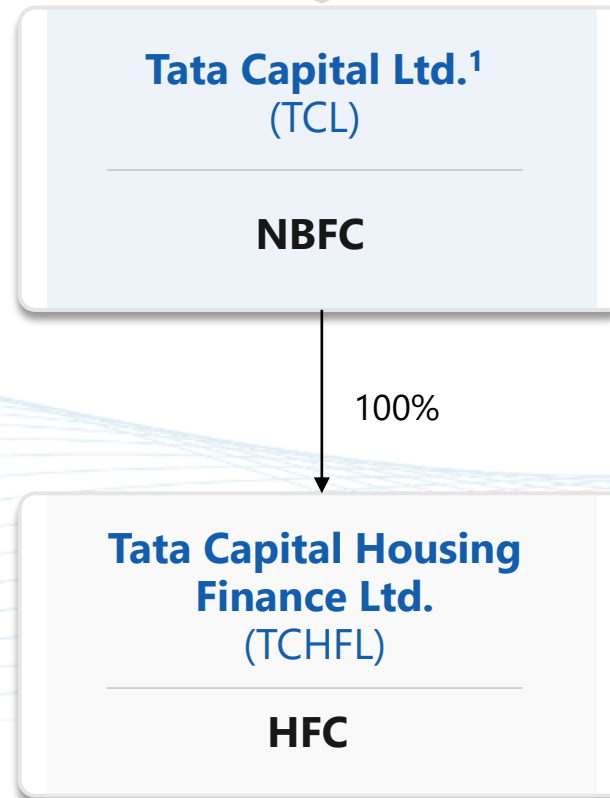 Tata Capital Ltd.¹
(TCL)
NBFC
100%
Tata Capital Housing
Finance Ltd.
(TCHFL)
HFC